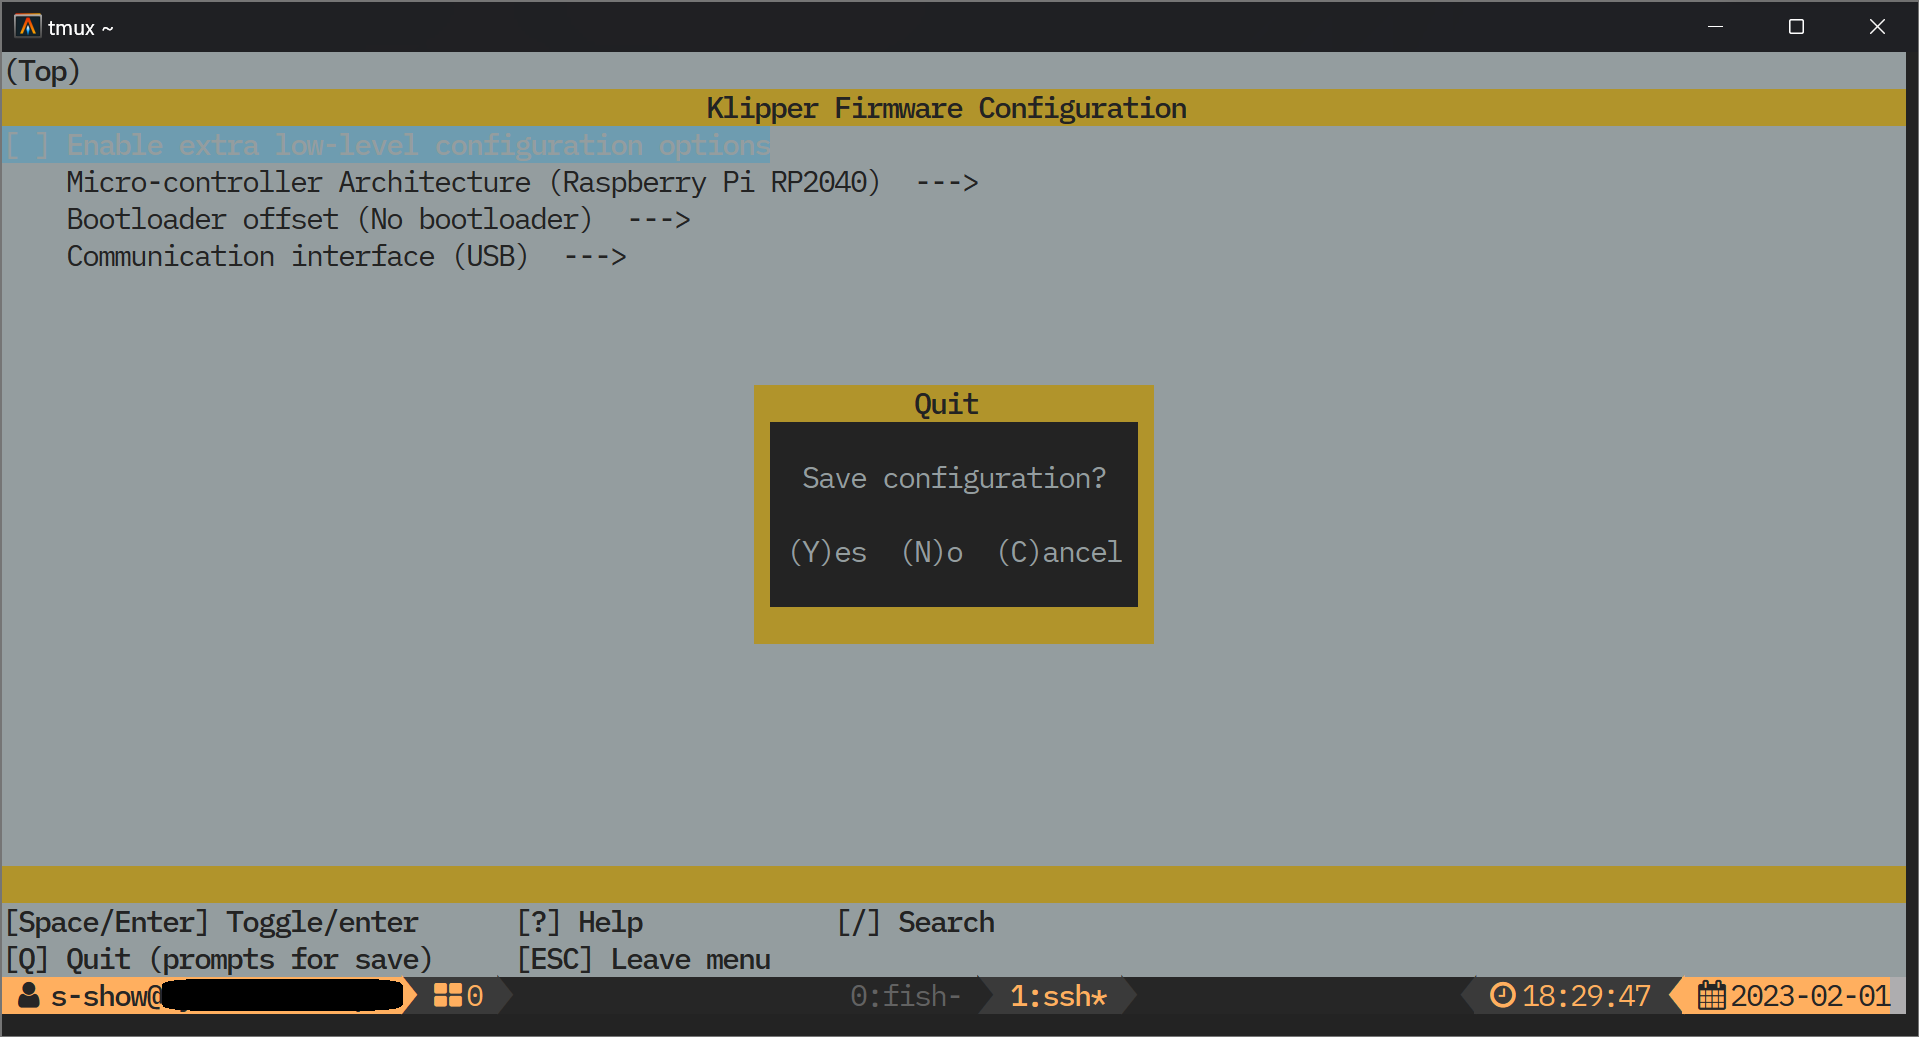 tmux ~
(Top)
Klipper Firmware Configuration
[ ] Enable extra low-level configuration options
Micro-controller Architecture (Raspberry Pi RP2040)  --->
Bootloader offset (No bootloader)  --->
Communication interface (USB)  --->
Quit
Save configuration?
(Y)es  (N)o  (C)ancel
[Space/Enter] Toggle/enter      [?] Help            [/] Search
[Q] Quit (prompts for save)     [ESC] Leave menu
s-show@ 0 0:fish- 1:ssh* 18:29:47 2023-02-01